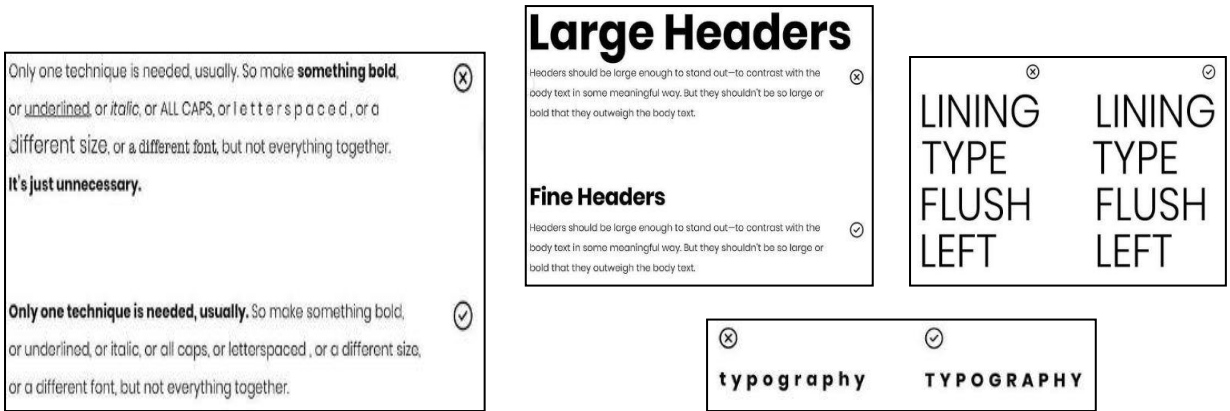 Only one technique is needed, usually. So make something bold,
or underlined, or italic, or ALL CAPS, or l e t t e r s p a c e d , or a
different size, or a different font, but not everything together.
It's just unnecessary.
Only one technique is needed, usually. So make something bold,
or underlined, or italic, or all caps, or letterspaced , or a different size,
or a different font, but not everything together.
Large Headers
Headers should be large enough to stand out—to contrast with the
body text in some meaningful way. But they shouldn't be so large or
bold that they outweigh the body text.
Fine Headers
Headers should be large enough to stand out—to contrast with the
body text in some meaningful way. But they shouldn't be so large or
bold that they outweigh the body text.
LINING
TYPE
FLUSH
LEFT
LINING
TYPE
FLUSH
LEFT
typography
TYPOGRAPHY